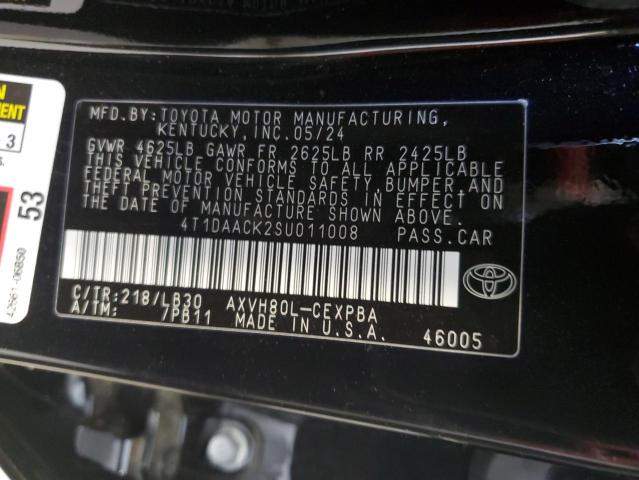 MFD.BY: TOYOTA MOTOR MANUFACTURING,
KENTUCKY, INC. 05/24
GVWR 4625LB GAWR FR 2625LB RR 2425LB
THIS VEHICLE CONFORMS TO ALL APPLICABLE
FEDERAL MOTOR VEHICLE SAFETY, BUMPER, AND
THEFT PREVENTION STANDARDS IN EFFECT ON
THE DATE OF MANUFACTURE SHOWN ABOVE.
4T1DAACK2SU011008 PASS.CAR
C/TR: 218/LB30 AXVH80L-CEXPBA
A/TM: 7PB11 MADE IN U.S.A. 46005
53
3